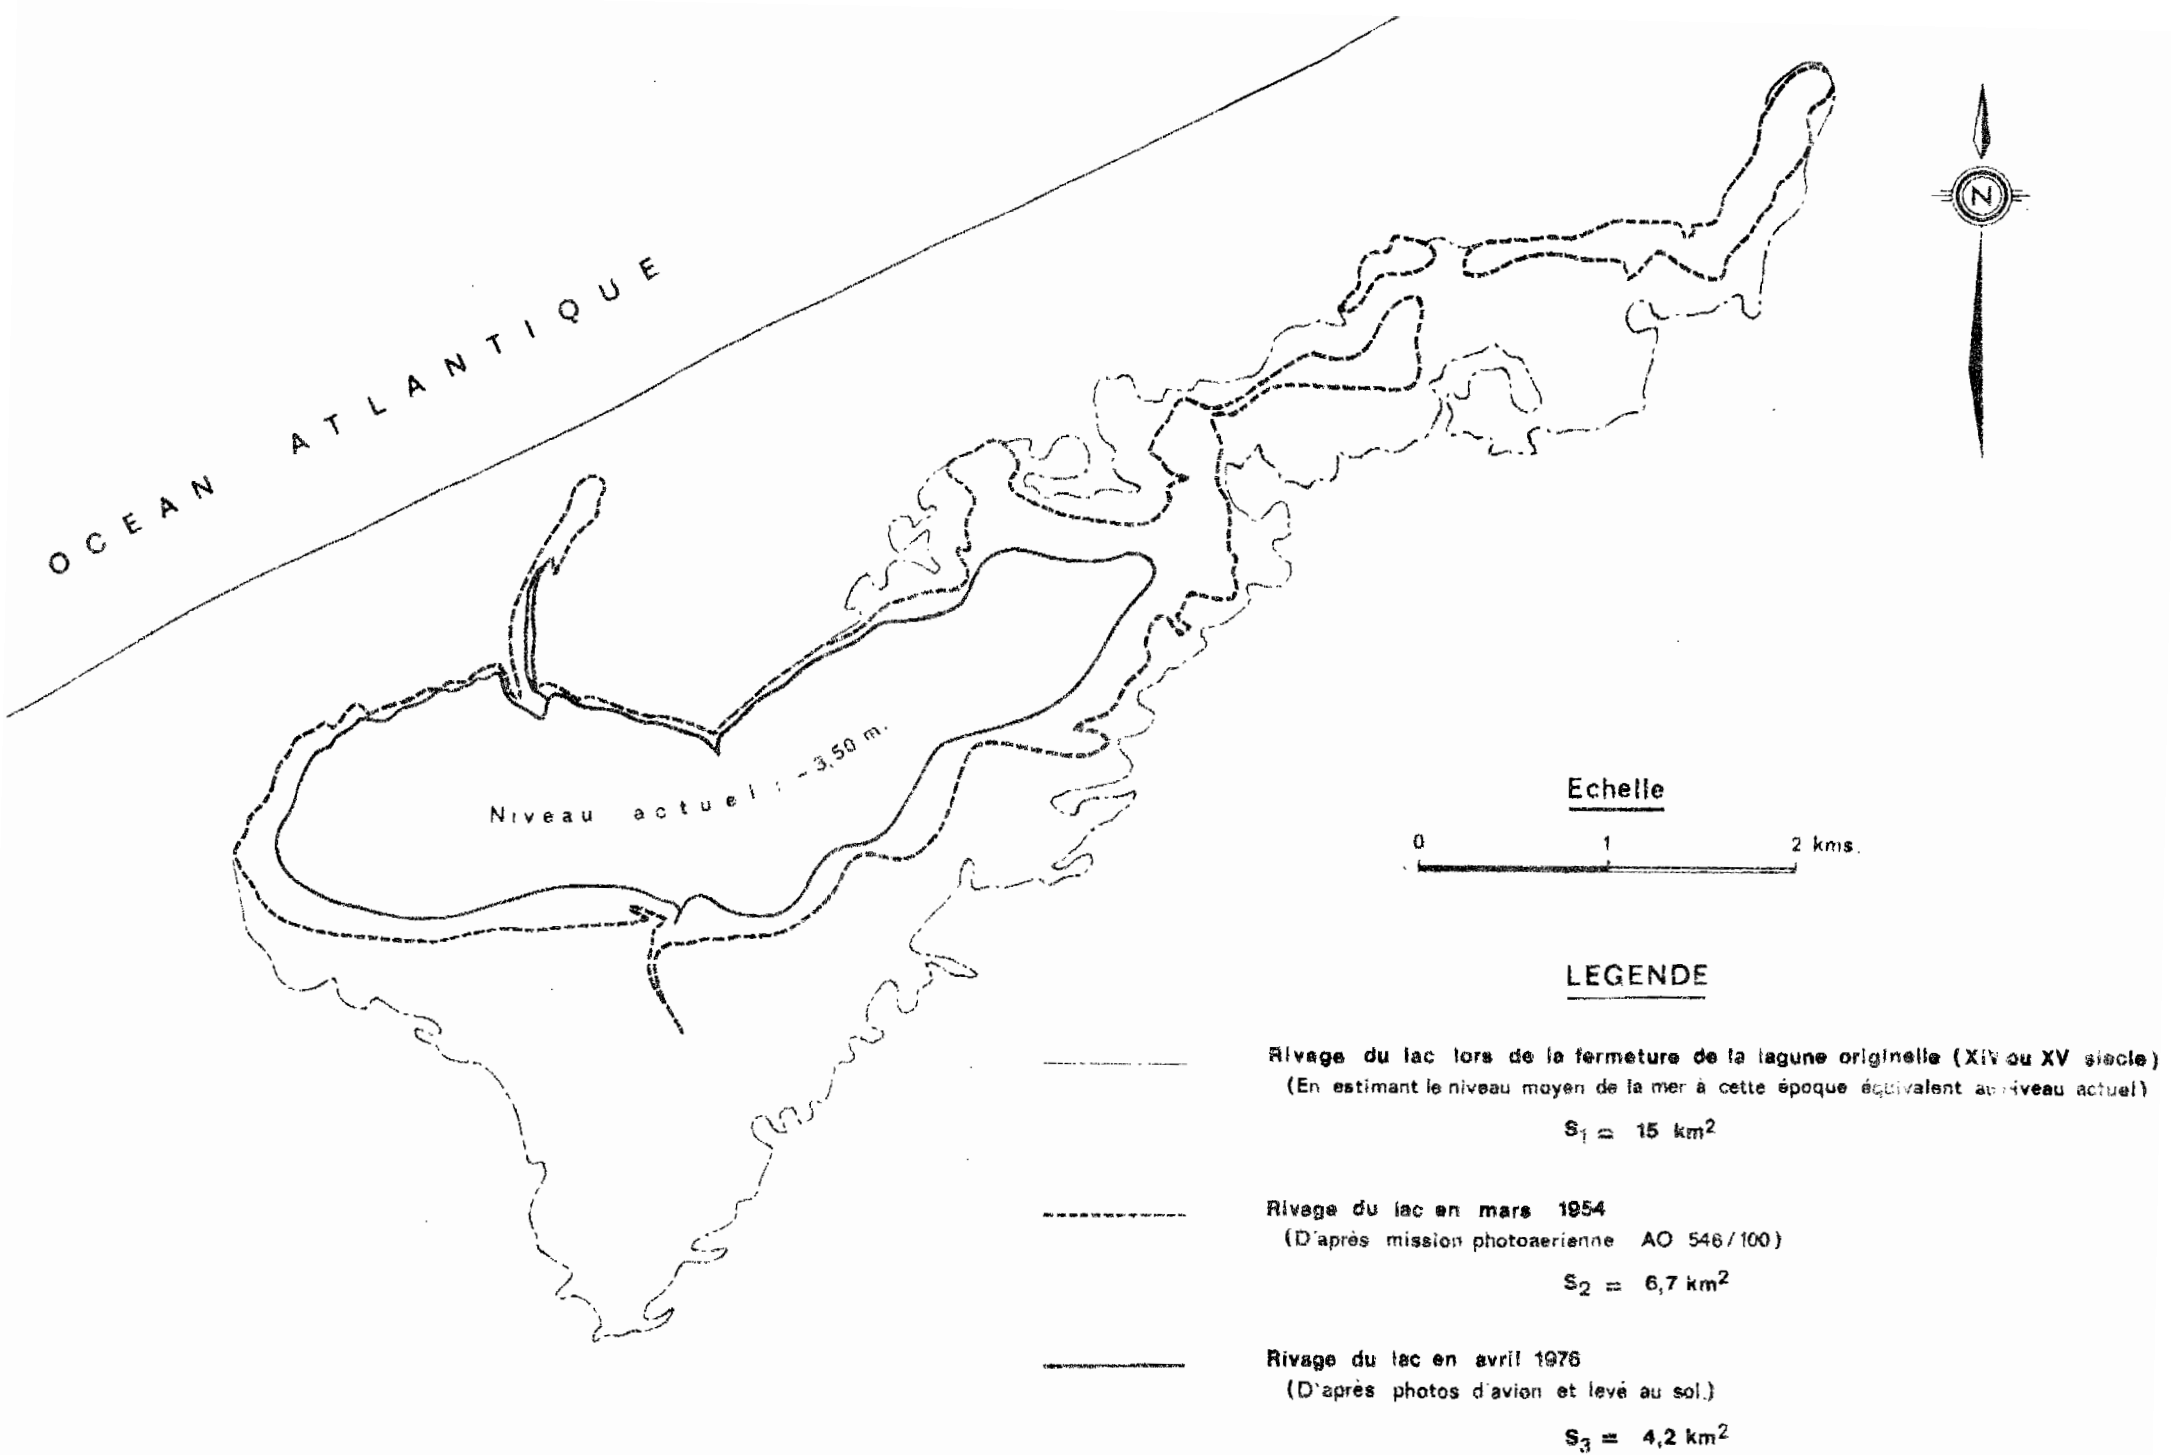 OCEAN ATLANTIQUE
N
Niveau actuel : -3,50 m.
Echelle
0 1 2 kms.
LEGENDE
Rivage du lac lors de la fermeture de la lagune originelle (XIV ou XV siecle)
(En estimant le niveau moyen de la mer à cette époque équivalent au niveau actuel)
S1 = 15 km2
Rivage du lac en mars 1954
(D'après mission photoaerienne AO 546/100)
S2 = 6,7 km2
Rivage du lac en avril 1976
(D'après photos d'avion et levé au sol.)
S3 = 4,2 km2